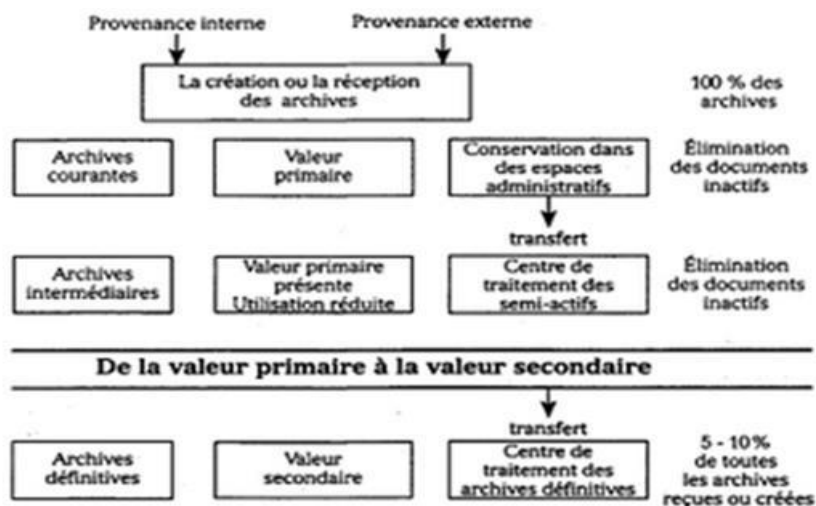 Provenance interne
Provenance externe
La création ou la réception
des archives
100 % des
archives
Archives
courantes
Valeur
primaire
Conservation dans
des espaces
administratifs
Élimination
des documents
inactifs
transfert
Archives
intermédiaires
Valeur primaire
présente
Utilisation réduite
Centre de
traitement des
semi-actifs
Élimination
des documents
inactifs
De la valeur primaire à la valeur secondaire
transfert
Archives
définitives
Valeur
secondaire
Centre de
traitement des
archives définitives
5 - 10%
de toutes
les archives
reçues ou créées